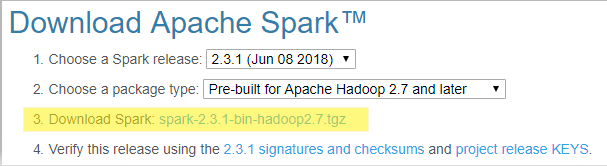 Download Apache Spark™
1. Choose a Spark release: 2.3.1 (Jun 08 2018)
2. Choose a package type: Pre-built for Apache Hadoop 2.7 and later
3. Download Spark: spark-2.3.1-bin-hadoop2.7.tgz
4. Verify this release using the 2.3.1 signatures and checksums and project release KEYS.